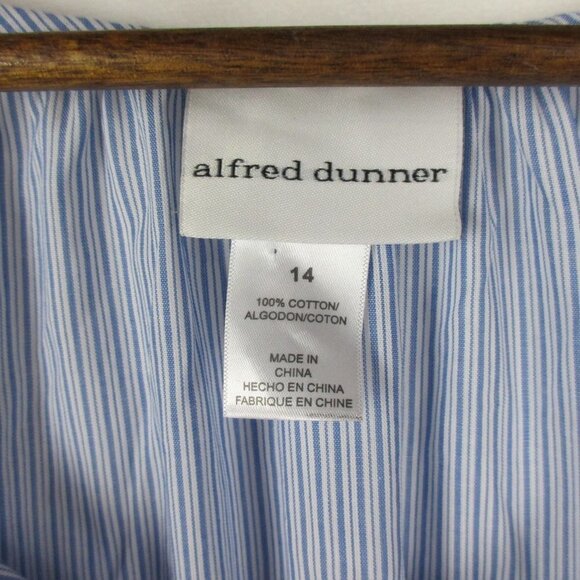 alfred dunner
14
100% COTTON/
ALGODON/COTON
MADE IN
CHINA
HECHO EN CHINA
FABRIQUE EN CHINE